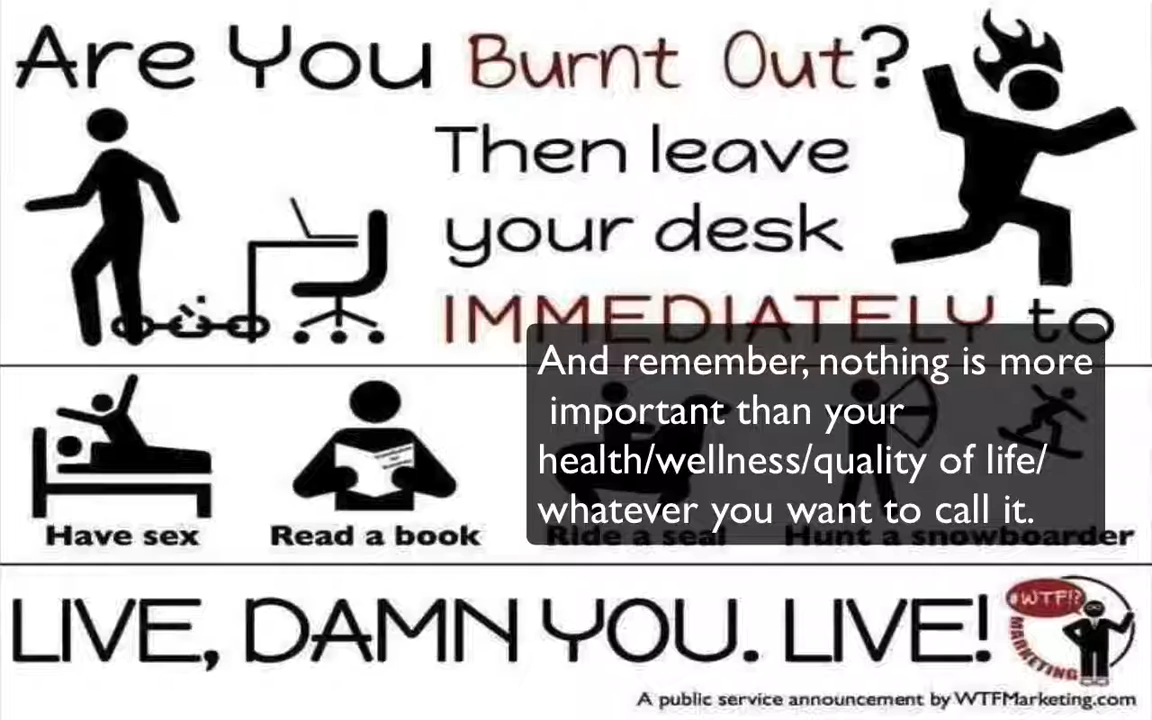 Are You Burnt Out?
Then leave
your desk
IMMEDIATELY to
And remember, nothing is more
important than your
health/wellness/quality of life/
whatever you want to call it.
Have sex
Read a book
Ride a seal
Hunt a snowboarder
LIVE, DAMN YOU. LIVE!
#WTF!?
MARKETING
A public service announcement by WTFMarketing.com